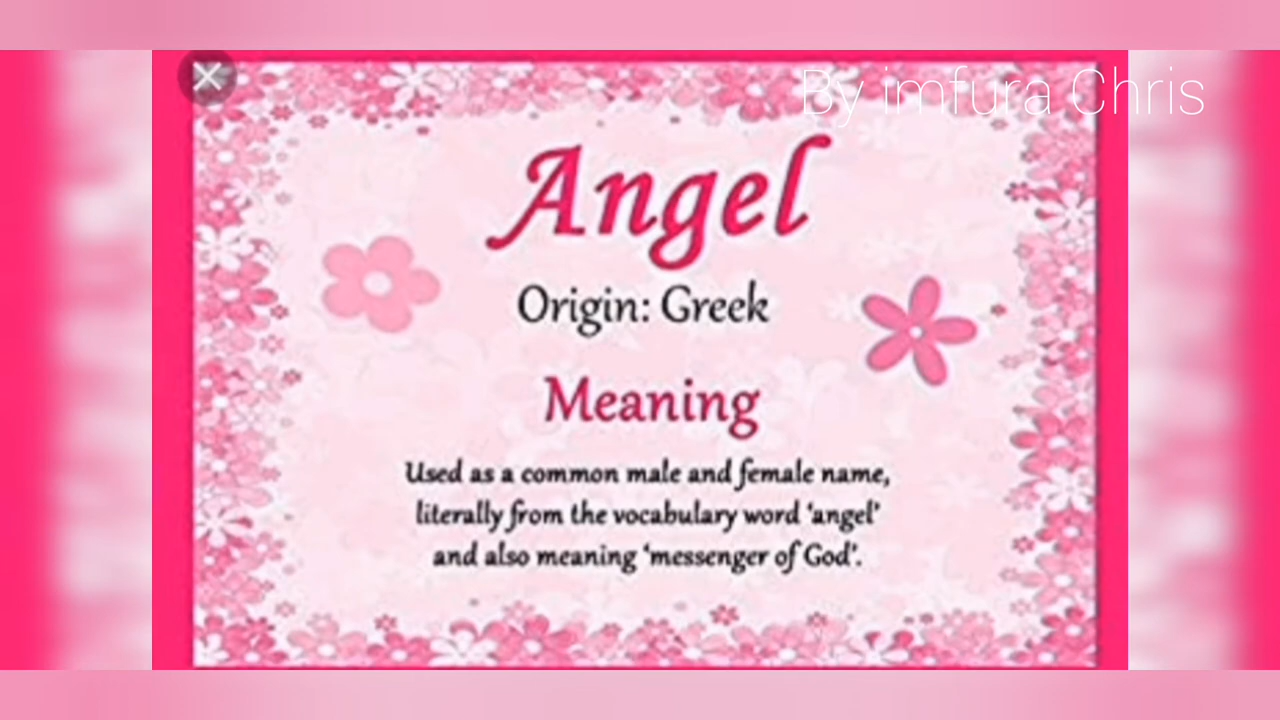 By imfura Chris
Angel
Origin: Greek
Meaning
Used as a common male and female name,
literally from the vocabulary word ‘angel’
and also meaning ‘messenger of God’.